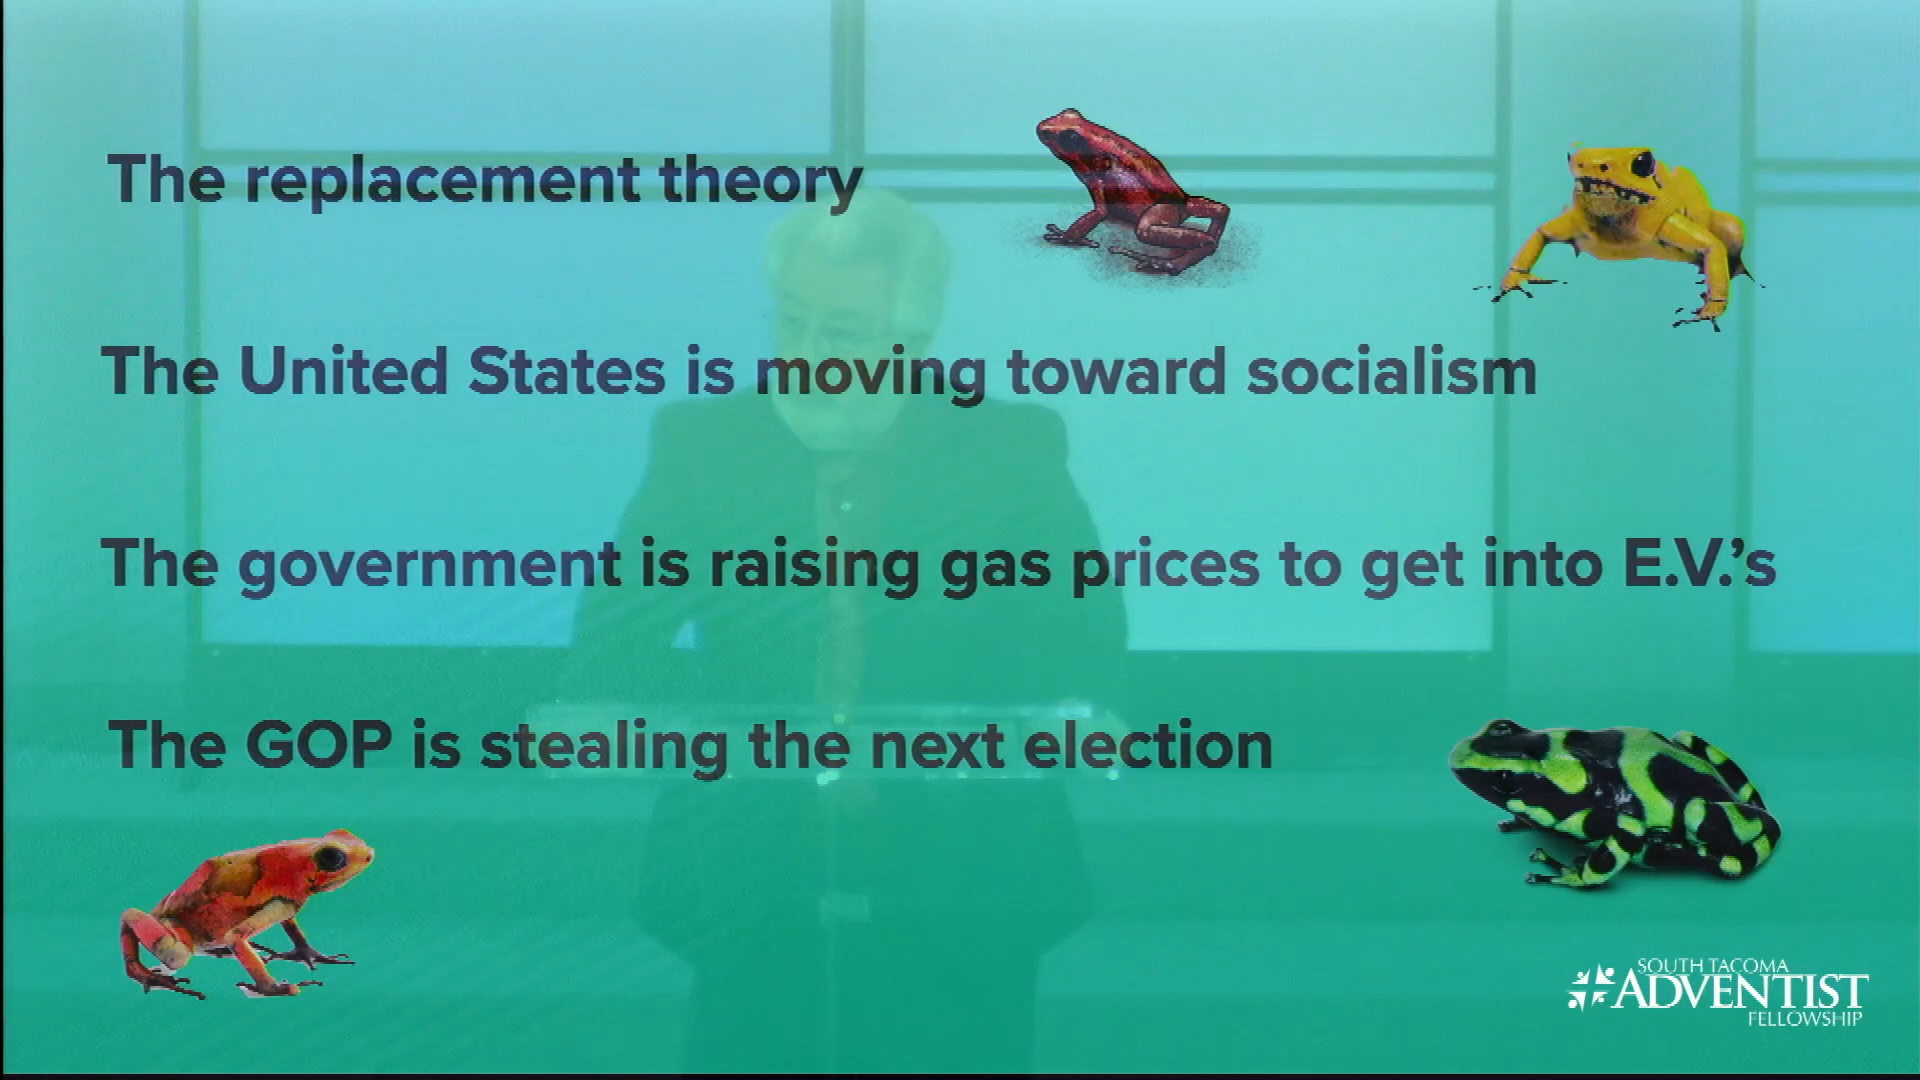 The replacement theory
The United States is moving toward socialism
The government is raising gas prices to get into E.V.'s
The GOP is stealing the next election
SOUTH TACOMA
ADVENTIST
FELLOWSHIP